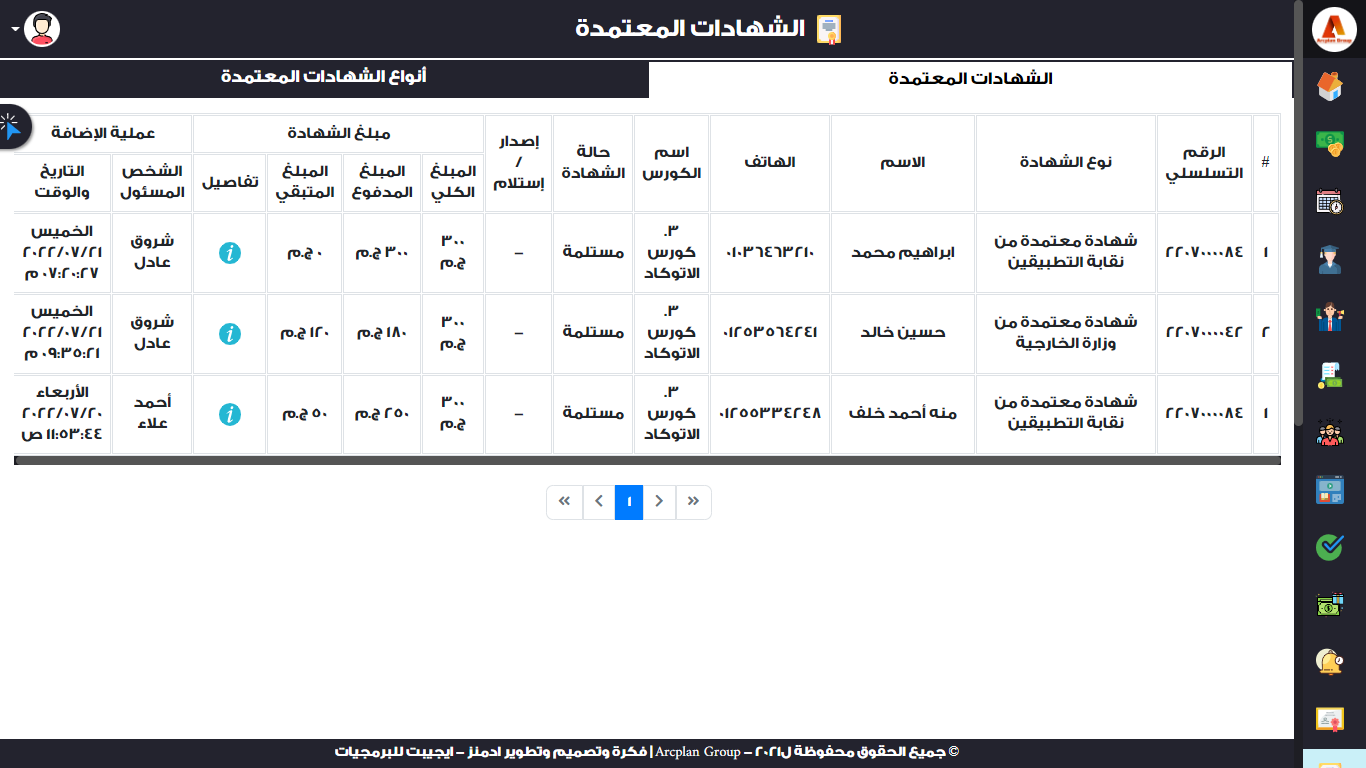 الشهادات المعتمدة
Arcplan Group
الشهادات المعتمدة
أنواع الشهادات المعتمدة
#
الرقم التسلسلي
نوع الشهادة
الاسم
الهاتف
اسم الكورس
حالة الشهادة
إصدار / إستلام
مبلغ الشهادة
عملية الإضافة
المبلغ الكلي
المبلغ المدفوع
المبلغ المتبقي
تفاصيل
الشخص المسئول
التاريخ والوقت
١
٢٢٠٧٠٠٠٠٨٤
شهادة معتمدة من
نقابة التطبيقين
ابراهيم محمد
٠١٠٣٦٤٦٣٢١٠
٣.
كورس
الاتوكاد
مستلمة
–
٣٠٠
ج.م
٣٠٠ ج.م
٠ ج.م
شروق
عادل
الخميس
٢٠٢٢/٠٧/٢١
٠٧:٢٠:٢٧ م
٢
٢٢٠٧٠٠٠٠٤٢
شهادة معتمدة من
وزارة الخارجية
حسين خالد
٠١٢٥٣٥٦٤٢٤١
٣.
كورس
الاتوكاد
مستلمة
–
٣٠٠
ج.م
١٨٠ ج.م
١٢٠ ج.م
شروق
عادل
الخميس
٢٠٢٢/٠٧/٢١
٠٩:٣٥:٢١ م
١
٢٢٠٧٠٠٠٠٨٤
شهادة معتمدة من
نقابة التطبيقين
منه أحمد خلف
٠١٢٥٥٣٣٤٢٤٨
٣.
كورس
الاتوكاد
مستلمة
–
٣٠٠
ج.م
٢٥٠ ج.م
٥٠ ج.م
أحمد
علاء
الأربعاء
٢٠٢٢/٠٧/٢٠
١١:٥٣:٤٤ ص
« ‹ ١ › »
© جميع الحقوق محفوظة ل٢٠٢١ – Arcplan Group | فكرة وتصميم وتطوير ادمنز – ايجيبت للبرمجيات